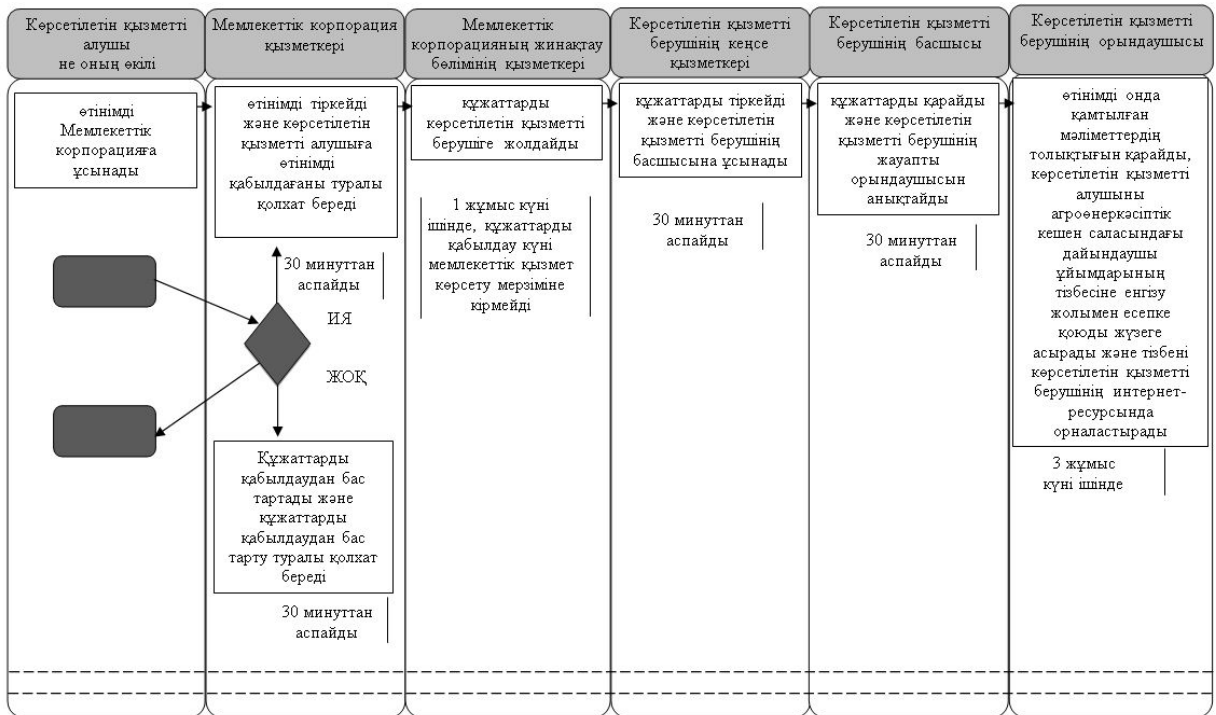 Көрсетілетін қызметті
алушы
не оның өкілі
Мемлекеттік корпорация
қызметкері
Мемлекеттік
корпорацияның жинақтау
бөлімінің қызметкері
Көрсетілетін қызметті
берушінің кеңсе
қызметкері
Көрсетілетін қызметті
берушінің басшысы
Көрсетілетін қызметті
берушінің орындаушысы
өтінімді
Мемлекеттік
корпорацияға
ұсынады
өтінімді тіркейді
және көрсетілетін
қызметті алушыға
өтінімді
қабылдағаны туралы
қолхат береді
30 минуттан
аспайды
ИЯ
ЖОҚ
Құжаттарды
қабылдаудан бас
тартады және
құжаттарды
қабылдаудан бас
тарту туралы қолхат
береді
30 минуттан
аспайды
құжаттарды
көрсетілетін қызметті
берушіге жолдайды
1 жұмыс күні
ішінде, құжаттарды
қабылдау күні
мемлекеттік қызмет
көрсету мерзіміне
кірмейді
құжаттарды тіркейді
және көрсетілетін
қызметті берушінің
басшысына ұсынады
30 минуттан
аспайды
құжаттарды қарайды
және көрсетілетін
қызметті берушінің
жауапты
орындаушысын
анықтайды
30 минуттан
аспайды
өтінімді онда
қамтылған
мәліметтердің
толықтығын қарайды,
көрсетілетін қызметті
алушыны
агроөнеркәсіптік
кешен саласындағы
дайындаушы
ұйымдарының
тізбесіне енгізу
жолымен есепке
қоюды жүзеге
асырады және тізбені
көрсетілетін қызметті
берушінің интернет-
ресурсында
орналастырады
3 жұмыс
күні ішінде